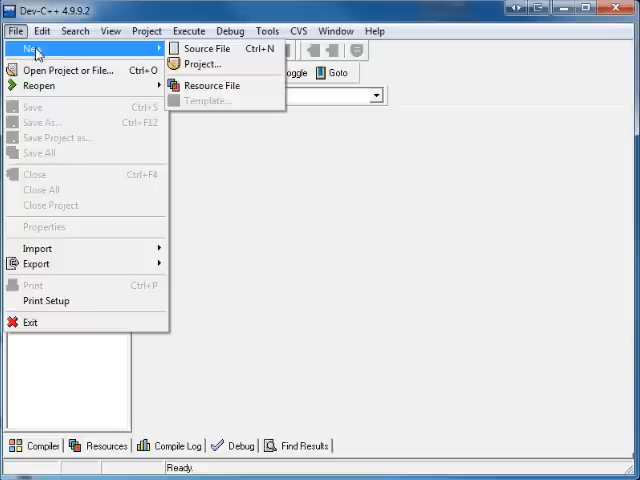 Dev-C++ 4.9.9.2
File Edit Search View Project Execute Debug Tools CVS Window Help
New
Source File Ctrl+N
Project...
Resource File
Template...
Open Project or File... Ctrl+O
Reopen
Save Ctrl+S
Save As... Ctrl+F12
Save Project as...
Save All
Close Ctrl+F4
Close All
Close Project
Properties
Import
Export
Print Ctrl+P
Print Setup
Exit
Goto
Compiler Resources Compile Log Debug Find Results
Ready.